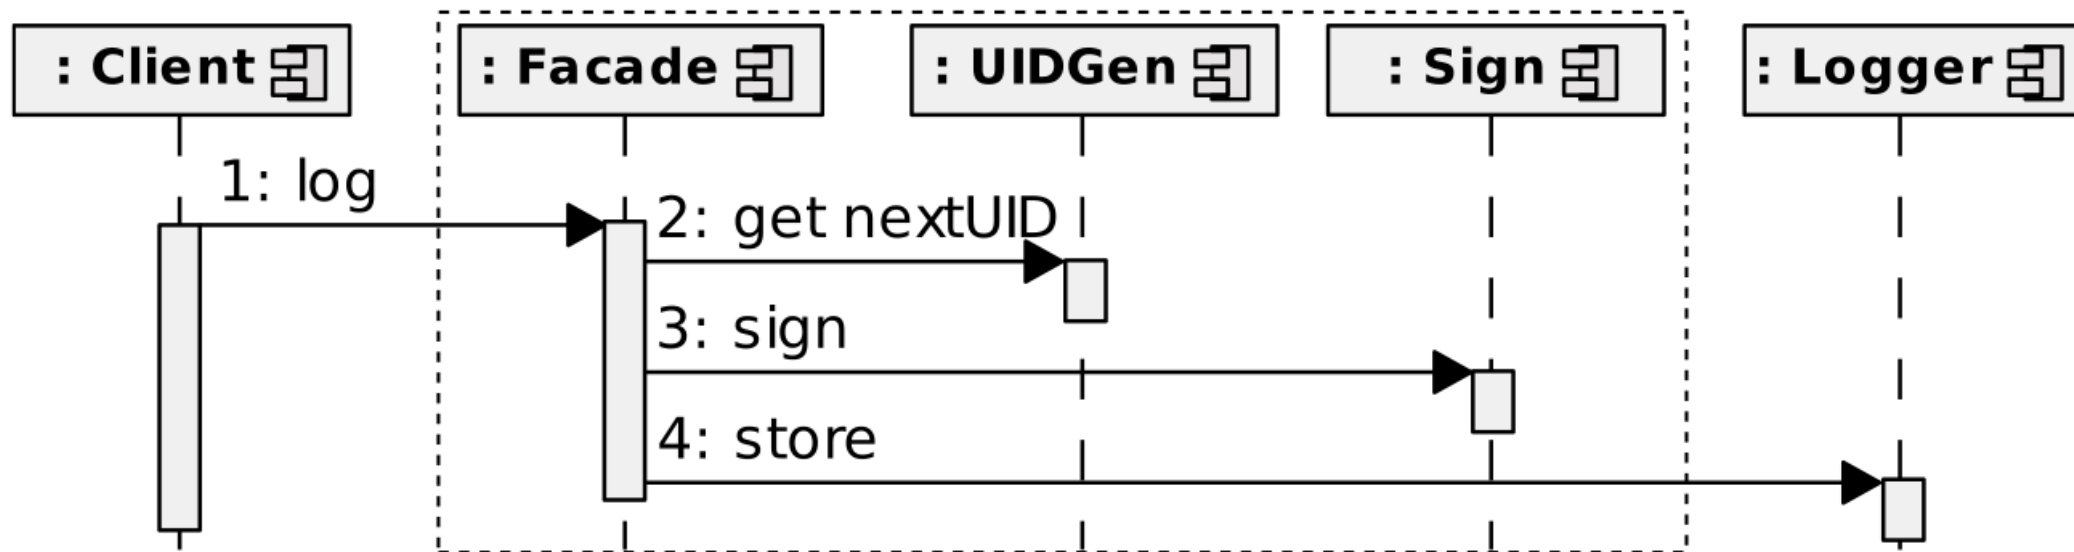 : Client
: Facade
: UIDGen
: Sign
: Logger
1: log
2: get nextUID
3: sign
4: store